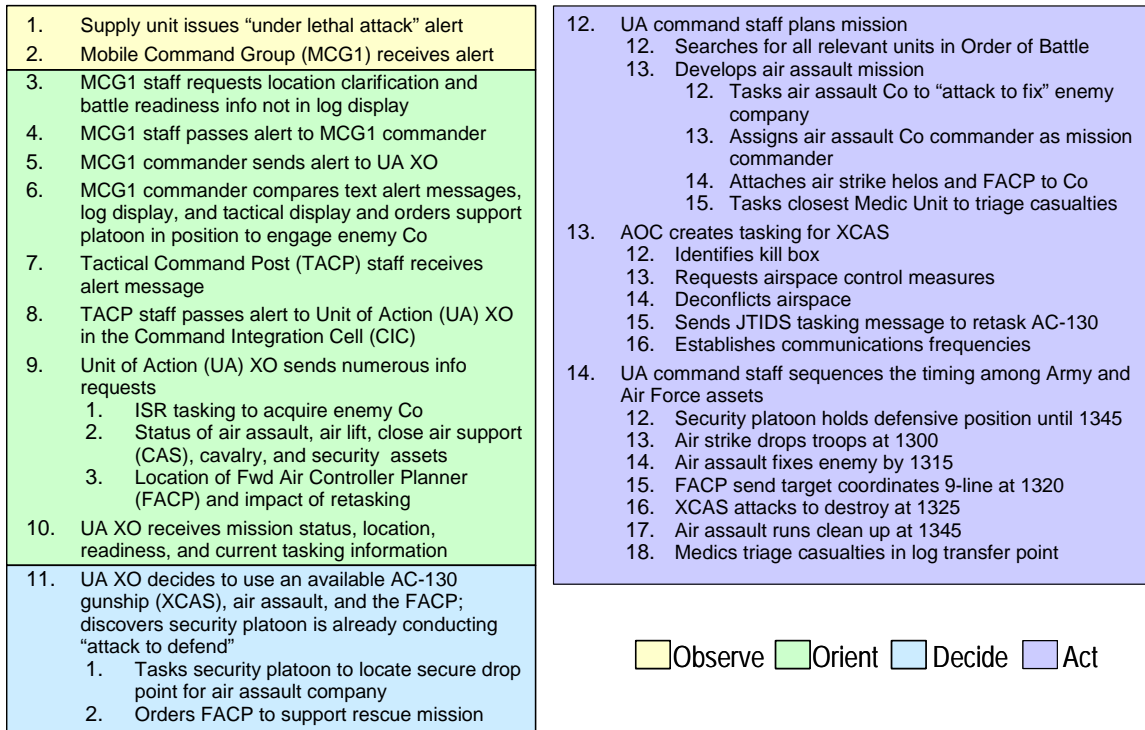 1. Supply unit issues “under lethal attack” alert
2. Mobile Command Group (MCG1) receives alert
3. MCG1 staff requests location clarification and
battle readiness info not in log display
4. MCG1 staff passes alert to MCG1 commander
5. MCG1 commander sends alert to UA XO
6. MCG1 commander compares text alert messages,
log display, and tactical display and orders support
platoon in position to engage enemy Co
7. Tactical Command Post (TACP) staff receives
alert message
8. TACP staff passes alert to Unit of Action (UA) XO
in the Command Integration Cell (CIC)
9. Unit of Action (UA) XO sends numerous info
requests
1. ISR tasking to acquire enemy Co
2. Status of air assault, air lift, close air support
(CAS), cavalry, and security assets
3. Location of Fwd Air Controller Planner
(FACP) and impact of retasking
10. UA XO receives mission status, location,
readiness, and current tasking information
11. UA XO decides to use an available AC-130
gunship (XCAS), air assault, and the FACP;
discovers security platoon is already conducting
“attack to defend”
1. Tasks security platoon to locate secure drop
point for air assault company
2. Orders FACP to support rescue mission
12. UA command staff plans mission
12. Searches for all relevant units in Order of Battle
13. Develops air assault mission
12. Tasks air assault Co to “attack to fix” enemy
company
13. Assigns air assault Co commander as mission
commander
14. Attaches air strike helos and FACP to Co
15. Tasks closest Medic Unit to triage casualties
13. AOC creates tasking for XCAS
12. Identifies kill box
13. Requests airspace control measures
14. Deconflicts airspace
15. Sends JTIDS tasking message to retask AC-130
16. Establishes communications frequencies
14. UA command staff sequences the timing among Army and
Air Force assets
12. Security platoon holds defensive position until 1345
13. Air strike drops troops at 1300
14. Air assault fixes enemy by 1315
15. FACP send target coordinates 9-line at 1320
16. XCAS attacks to destroy at 1325
17. Air assault runs clean up at 1345
18. Medics triage casualties in log transfer point
Observe Orient Decide Act